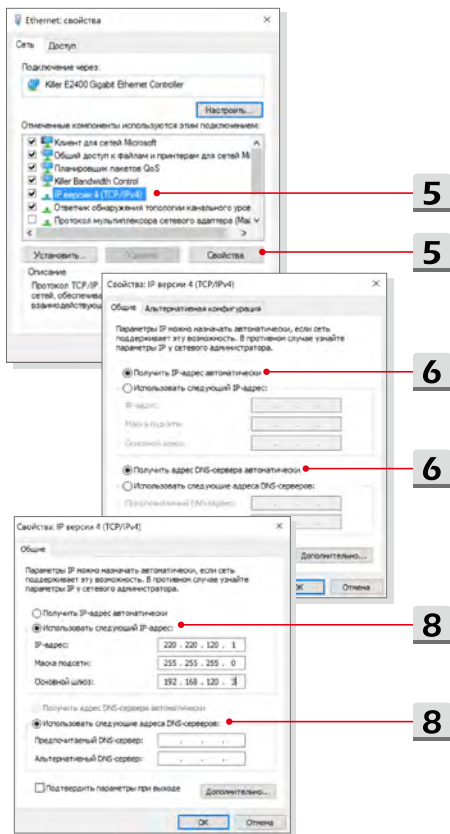 Ethernet: свойства
Сеть Доступ
Подключение через:
Killer E2400 Gigabit Ethernet Controller
Настроить...
Отмеченные компоненты используются этим подключением:
Клиент для сетей Microsoft
Общий доступ к файлам и принтерам для сетей Mi
Планировщик пакетов QoS
Killer Bandwidth Control
IP версии 4 (TCP/IPv4)
5
Ответчик обнаружения топологии канального уров
Протокол мультиплексора сетевого адаптера (Май
Установить...
Удалить
Свойства
5
Описание
Протокол TCP/IP.
сетей, обеспечива
взаимодействующ
Свойства: IP версии 4 (TCP/IPv4)
Общие Альтернативная конфигурация
Параметры IP можно назначать автоматически, если сеть
поддерживает эту возможность. В противном случае узнайте
параметры IP у сетевого администратора.
Получить IP-адрес автоматически
6
Использовать следующий IP-адрес:
IP-адрес:
Маска подсети:
Основной шлюз:
Получить адрес DNS-сервера автоматически
6
Использовать следующие адреса DNS-серверов:
Предпочитаемый DNS-сервер:
Дополнительно...
ОК
Отмена
Свойства: IP версии 4 (TCP/IPv4)
Общие
Параметры IP можно назначать автоматически, если сеть
поддерживает эту возможность. В противном случае узнайте
параметры IP у сетевого администратора.
Получить IP-адрес автоматически
Использовать следующий IP-адрес:
8
IP-адрес: 220 . 220 . 120 . 1
Маска подсети: 255 . 255 . 255 . 0
Основной шлюз: 192 . 168 . 120 . 3
Получить адрес DNS-сервера автоматически
Использовать следующие адреса DNS-серверов:
8
Предпочитаемый DNS-сервер:
Альтернативный DNS-сервер:
Подтвердить параметры при выходе
Дополнительно...
ОК
Отмена